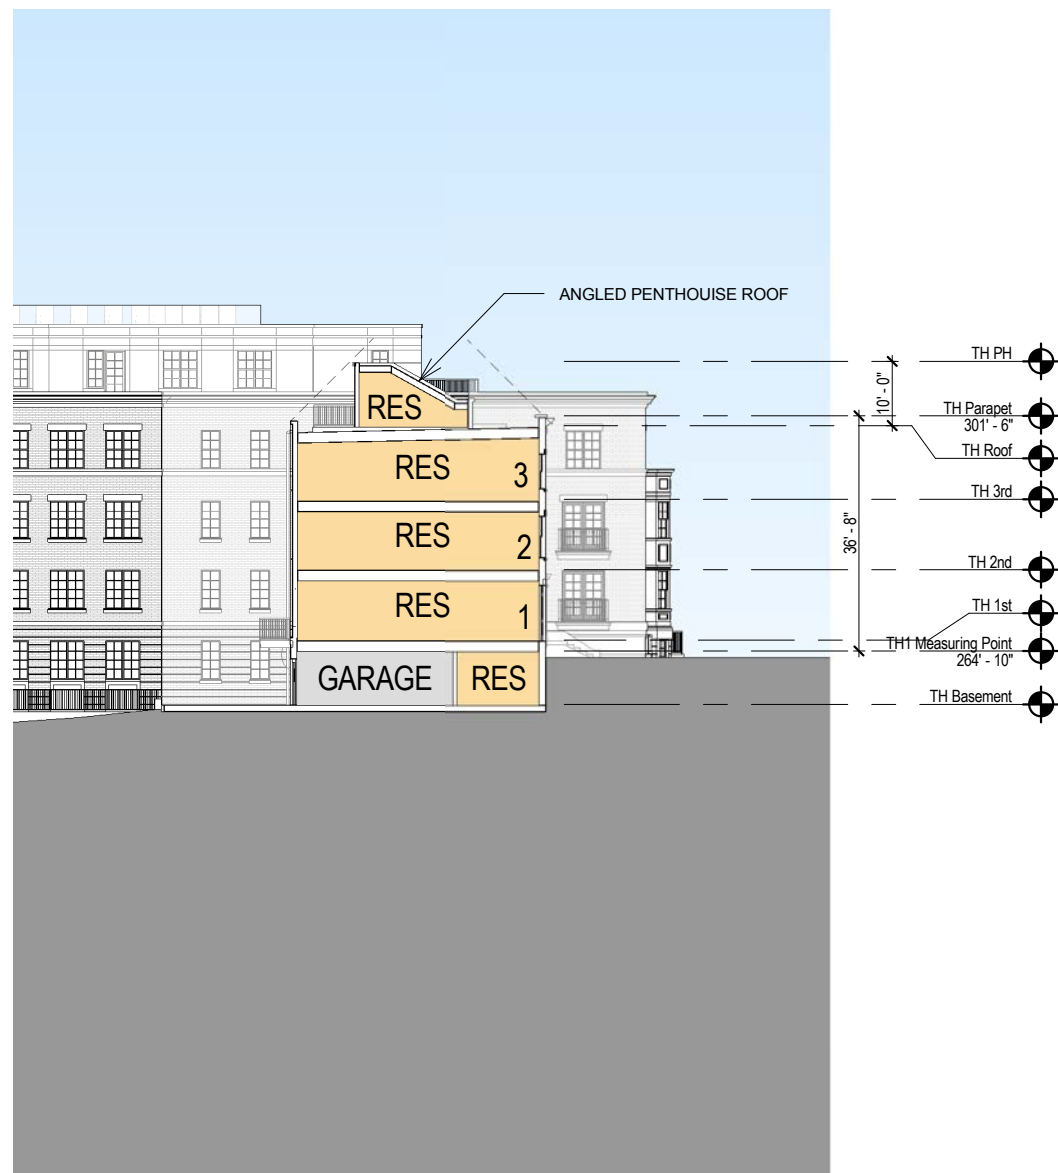 ANGLED PENTHOUISE ROOF
TH PH
10' - 0"
RES
TH Parapet
301' - 6"
TH Roof
RES
3
TH 3rd
36' - 8"
RES
2
TH 2nd
RES
1
TH 1st
TH1 Measuring Point
264' - 10"
GARAGE
RES
TH Basement